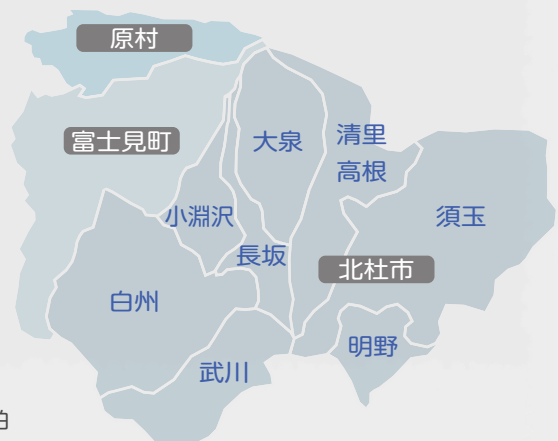 原村
富士見町
大泉
清里
高根
小淵沢
須玉
長坂
北杜市
白州
明野
武川